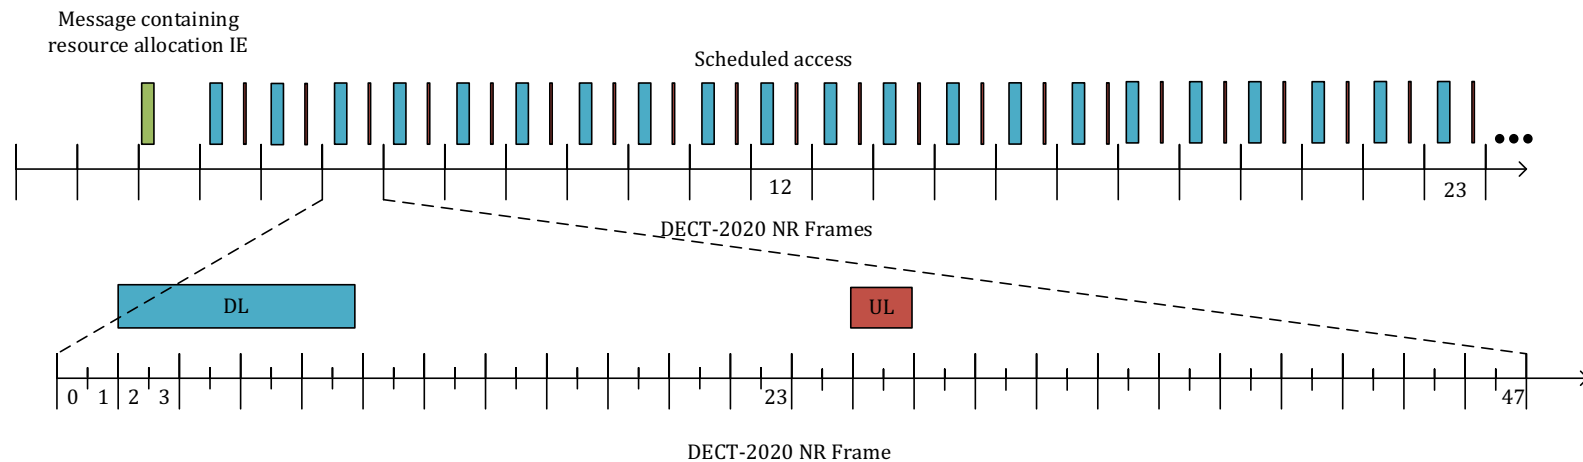 Message containing
resource allocation IE
Scheduled access
12
23
DECT-2020 NR Frames
DL
UL
0 1 2 3 23 47
DECT-2020 NR Frame